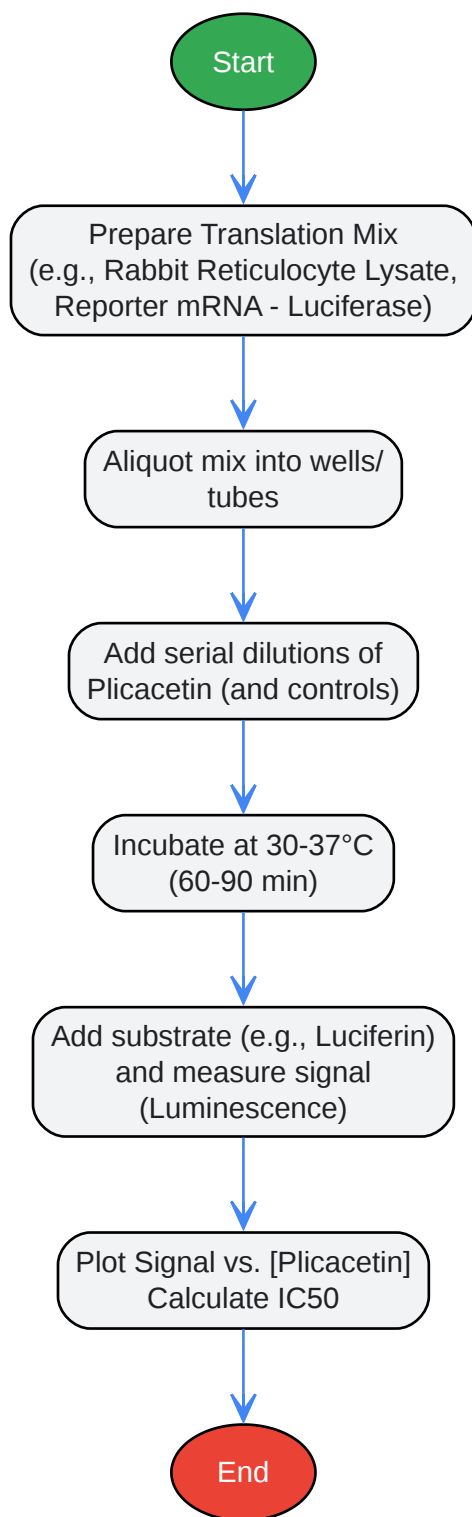 Start
Prepare Translation Mix
(e.g., Rabbit Reticulocyte Lysate,
Reporter mRNA - Luciferase)
Aliquot mix into wells/
tubes
Add serial dilutions of
Plicacetin (and controls)
Incubate at 30-37°C
(60-90 min)
Add substrate (e.g., Luciferin)
and measure signal
(Luminescence)
Plot Signal vs. [Plicacetin]
Calculate IC50
End